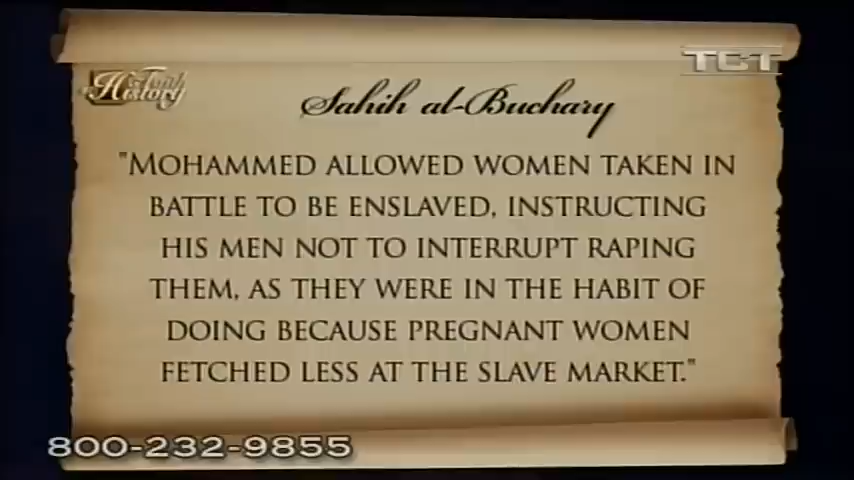 TCT
Faith
History
Sahih al-Buchary
"MOHAMMED ALLOWED WOMEN TAKEN IN
BATTLE TO BE ENSLAVED, INSTRUCTING
HIS MEN NOT TO INTERRUPT RAPING
THEM, AS THEY WERE IN THE HABIT OF
DOING BECAUSE PREGNANT WOMEN
FETCHED LESS AT THE SLAVE MARKET."
800-232-9855